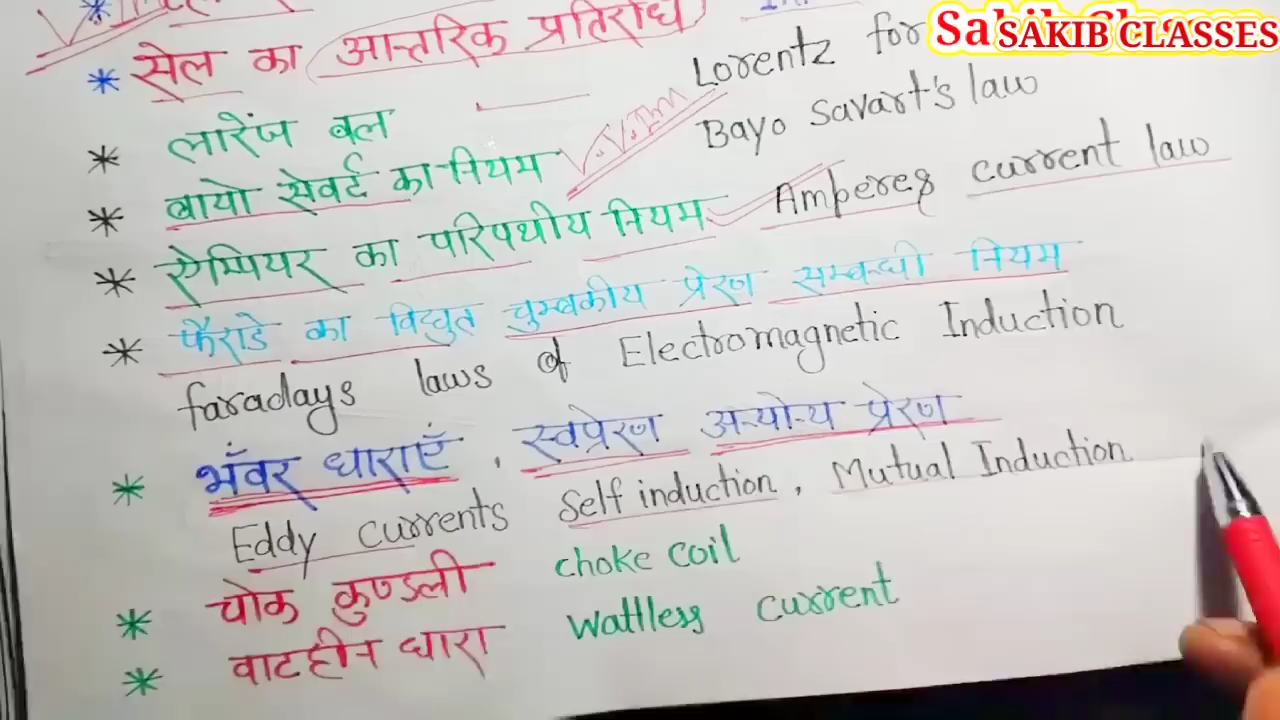 SAKIB CLASSES
* सेल का आन्तरिक प्रतिरोध
* लारेंज बल Lorentz for
* बायो सेवर्ट का नियम V.Imp Bayo Savart's law
* ऐम्पियर का परिपथीय नियम Amperes current law
* फैराडे का विद्युत चुम्बकीय प्रेरण सम्बन्धी नियम
faradays laws of Electromagnetic Induction
* भँवर धाराएँ , स्वप्रेरण अन्योन्य प्रेरण
Eddy currents Self induction , Mutual Induction
* चोक कुण्डली choke coil
* वाटहीन धारा wattless current